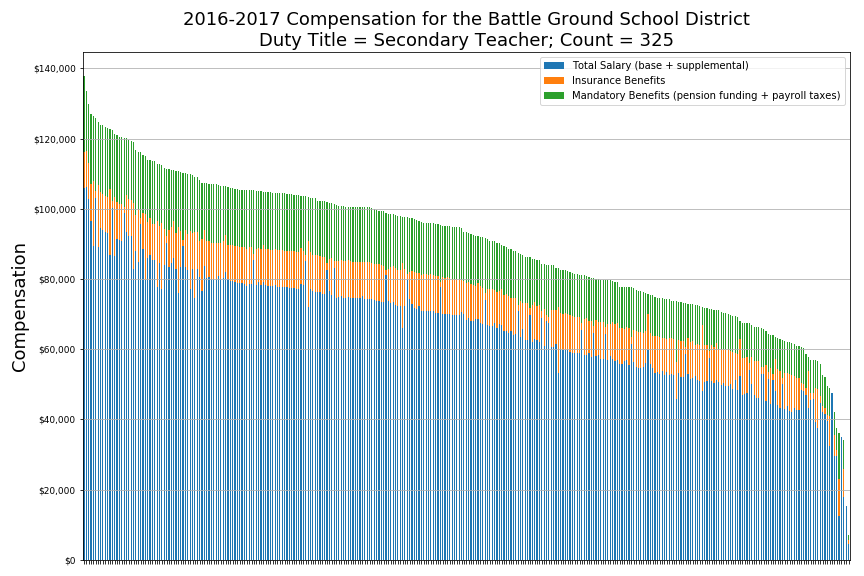 2016-2017 Compensation for the Battle Ground School District
Duty Title = Secondary Teacher; Count = 325
Total Salary (base + supplemental)
Insurance Benefits
Mandatory Benefits (pension funding + payroll taxes)
Compensation
$140,000
$120,000
$100,000
$80,000
$60,000
$40,000
$20,000
$0